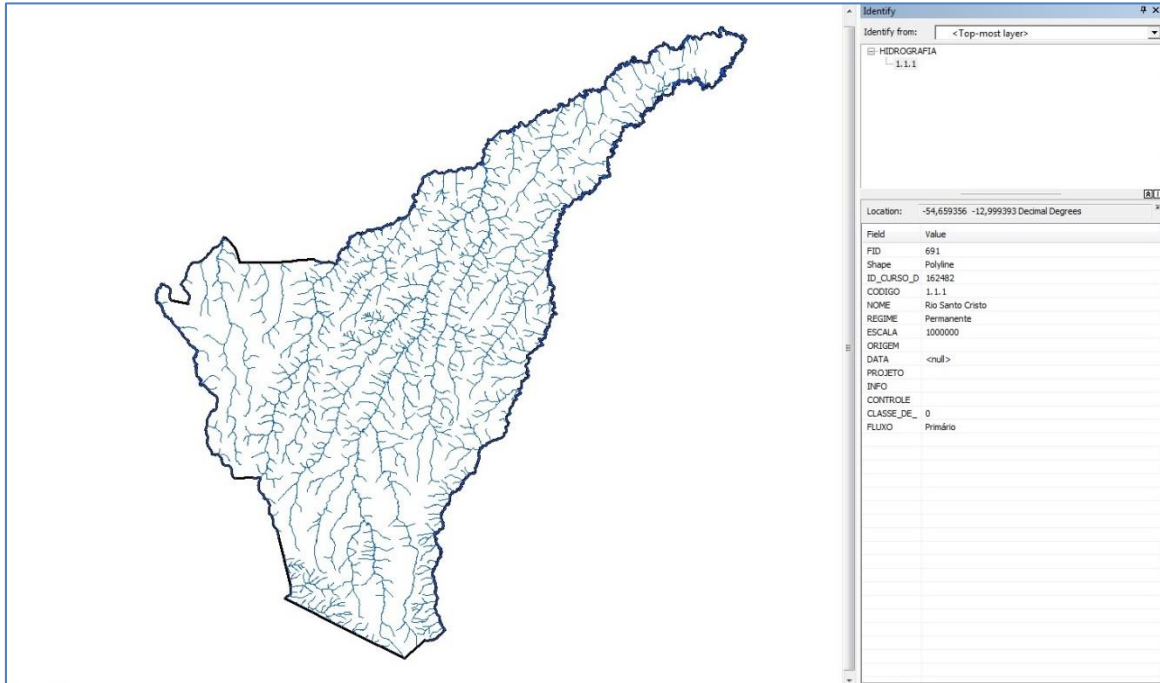 Identify
Identify from: <Top-most layer>
HIDROGRAFIA
1.1.1
Location: -54,659356 -12,999393 Decimal Degrees
Field Value
FID 691
Shape Polyline
ID_CURSO_D 162482
CODIGO 1.1.1
NOME Rio Santo Cristo
REGIME Permanente
ESCALA 1000000
ORIGEM
DATA <null>
PROJETO
INFO
CONTROLE
CLASSE_DE_ 0
FLUXO Primário